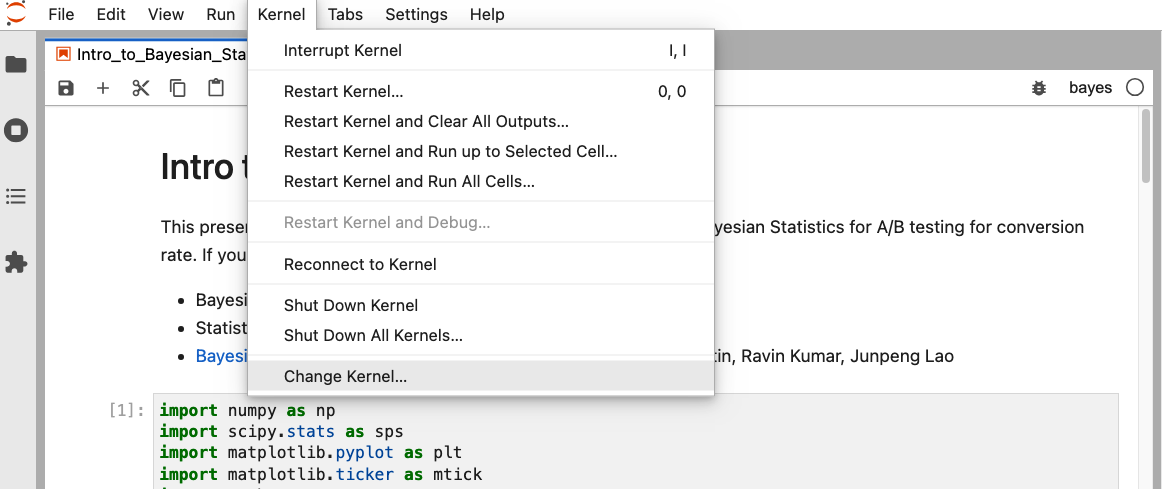 File Edit View Run Kernel Tabs Settings Help
Intro_to_Bayesian_Sta
Interrupt Kernel I, I
Restart Kernel... 0, 0
Restart Kernel and Clear All Outputs...
Restart Kernel and Run up to Selected Cell...
Restart Kernel and Run All Cells...
Restart Kernel and Debug...
Reconnect to Kernel
Shut Down Kernel
Shut Down All Kernels...
Change Kernel...
bayes
Intro t
This prese yesian Statistics for A/B testing for conversion
rate. If you
• Bayesi
• Statist
• Bayesi tin, Ravin Kumar, Junpeng Lao
[1]: import numpy as np
import scipy.stats as sps
import matplotlib.pyplot as plt
import matplotlib.ticker as mtick